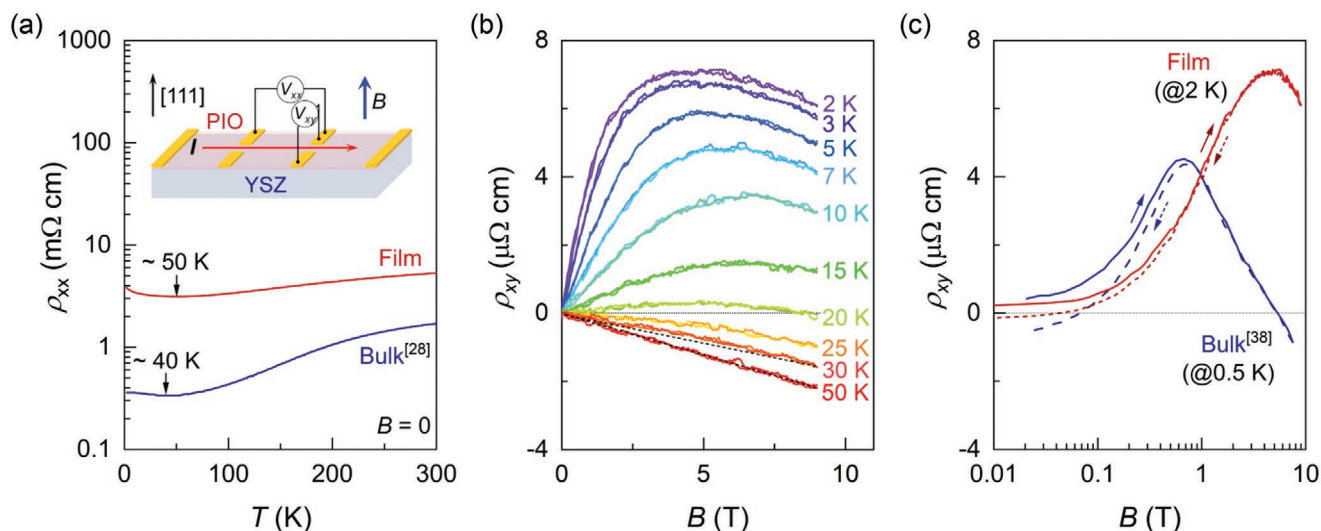 (a)
1000
100
10
1
0.1
ρxx (mΩ cm)
[111]
PIO
Vxx
Vxy
B
I
YSZ
~ 50 K
Film
~ 40 K
Bulk[28]
B = 0
0
100
200
300
T (K)
(b)
8
4
0
-4
ρxy (μΩ cm)
2 K
3 K
5 K
7 K
10 K
15 K
20 K
25 K
30 K
50 K
0
5
10
B (T)
(c)
8
4
0
-4
ρxy (μΩ cm)
Film
(@2 K)
Bulk[38]
(@0.5 K)
0.01
0.1
1
10
B (T)